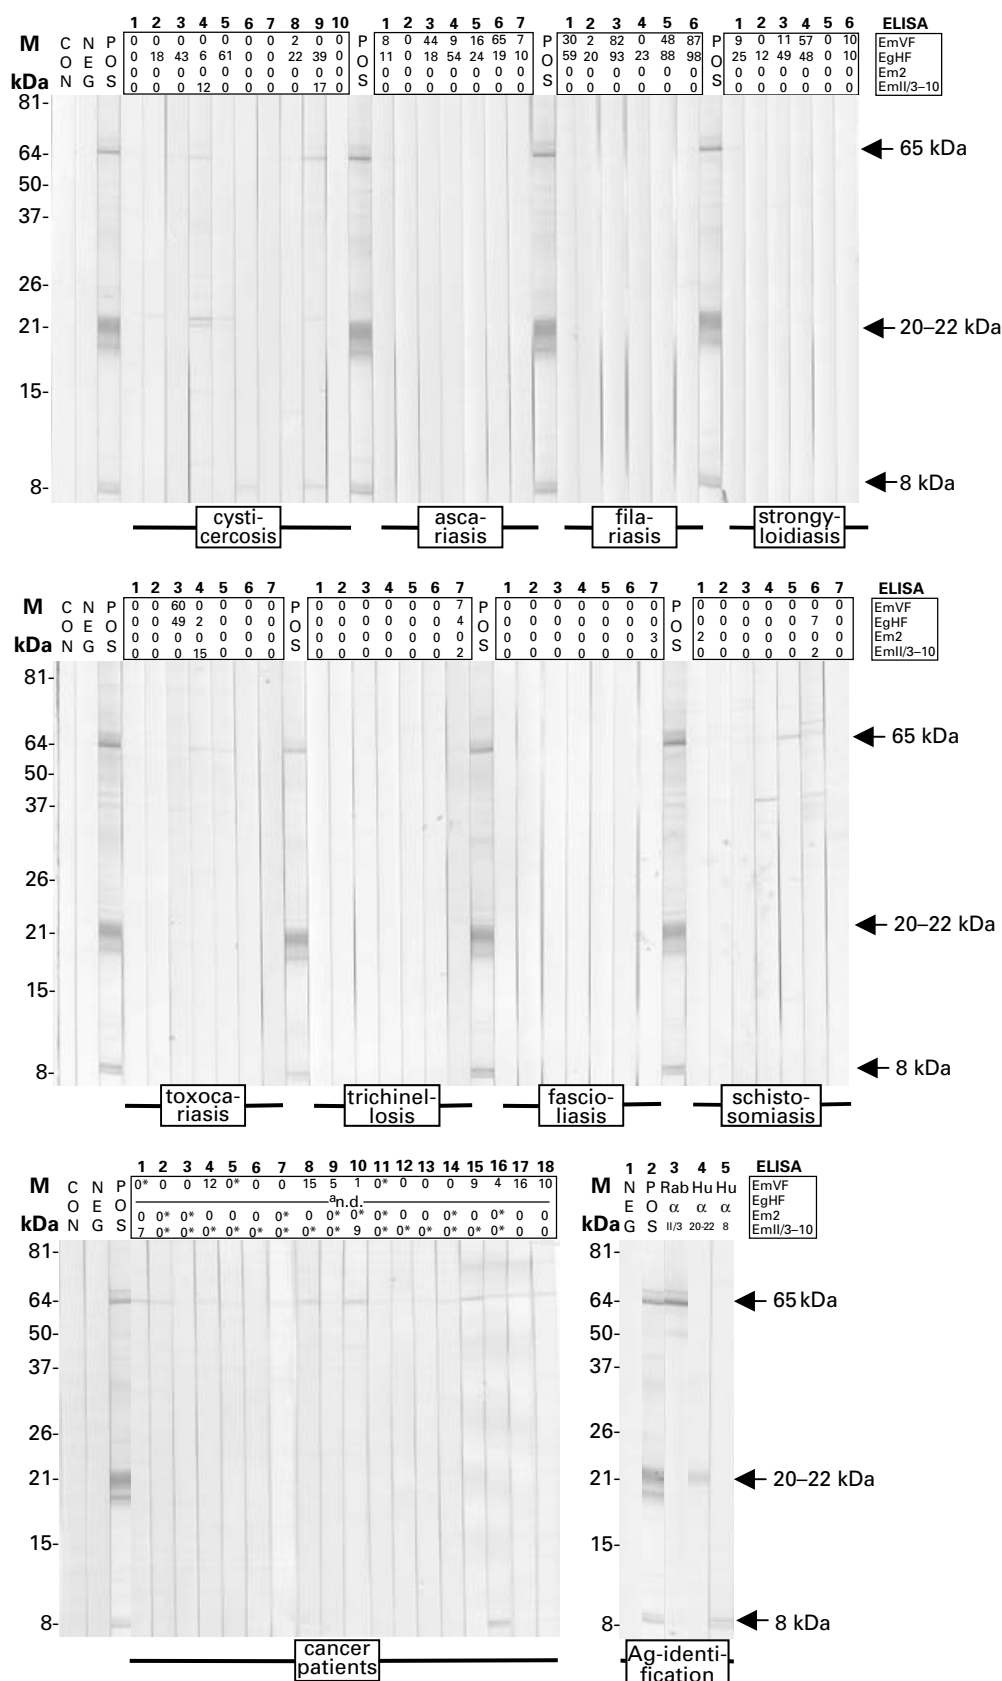 1 2 3 4 5 6 7 8 9 10 1 2 3 4 5 6 7 1 2 3 4 5 6 1 2 3 4 5 6 ELISA
M C N P 0 0 0 0 0 0 0 2 0 0 P 8 0 44 9 16 65 7 P 30 2 82 0 48 87 P 9 0 11 57 0 10 EmVF
O E O 0 18 43 6 61 0 0 22 39 0 O 11 0 18 54 24 19 10 O 59 20 93 23 88 98 O 25 12 49 48 0 10 EgHF
0 0 0 0 0 0 0 0 0 0 0 0 0 0 0 0 0 0 0 0 0 0 0 0 0 0 0 0 0 Em2
kDa N G S 0 0 0 12 0 0 0 0 17 0 S 0 0 0 0 0 0 0 S 0 0 0 0 0 0 S 0 0 0 0 0 0 EmII/3–10
81-
64- 65 kDa
50-
37-
26-
21- 20–22 kDa
15-
8- 8 kDa
cysti- asca- fila- strongy-
cercosis riasis riasis loidiasis
1 2 3 4 5 6 7 1 2 3 4 5 6 7 1 2 3 4 5 6 7 1 2 3 4 5 6 7 ELISA
M C N P 0 0 60 0 0 0 0 P 0 0 0 0 0 0 7 P 0 0 0 0 0 0 0 P 0 0 0 0 0 0 0 EmVF
O E O 0 0 49 2 0 0 0 O 0 0 0 0 0 0 4 O 0 0 0 0 0 0 0 O 0 0 0 0 0 7 0 EgHF
0 0 0 0 0 0 0 0 0 0 0 0 0 0 0 0 0 0 0 0 3 2 0 0 0 0 0 0 Em2
kDa N G S 0 0 0 15 0 0 0 S 0 0 0 0 0 0 2 S 0 0 0 0 0 0 0 S 0 0 0 0 0 2 0 EmII/3–10
81-
64- 65 kDa
50-
37-
26-
21- 20–22 kDa
15-
8- 8 kDa
toxoca- trichinel- fascio- schisto-
riasis losis liasis somiasis
1 2 3 4 5 6 7 8 9 10 11 12 13 14 15 16 17 18 1 2 3 4 5 ELISA
M C N P 0* 0 0 12 0* 0 0 15 5 1 0* 0 0 0 9 4 16 10 M N P Rab Hu Hu EmVF
O E O an.d. E O α α α EgHF
0 0* 0* 0 0 0 0* 0 0* 0* 0* 0 0 0* 0 0* 0 0 Em2
kDa N G S 7 0* 0* 0* 0* 0* 0* 0* 0* 9 0* 0* 0* 0* 0* 0* 0 0 kDa G S II/3 20-22 8 EmII/3–10
81- 81-
64- 64- 65 kDa
50- 50-
37- 37-
26- 26-
21- 21- 20–22 kDa
15- 15-
8- 8- 8 kDa
cancer Ag-identi-
patients fication